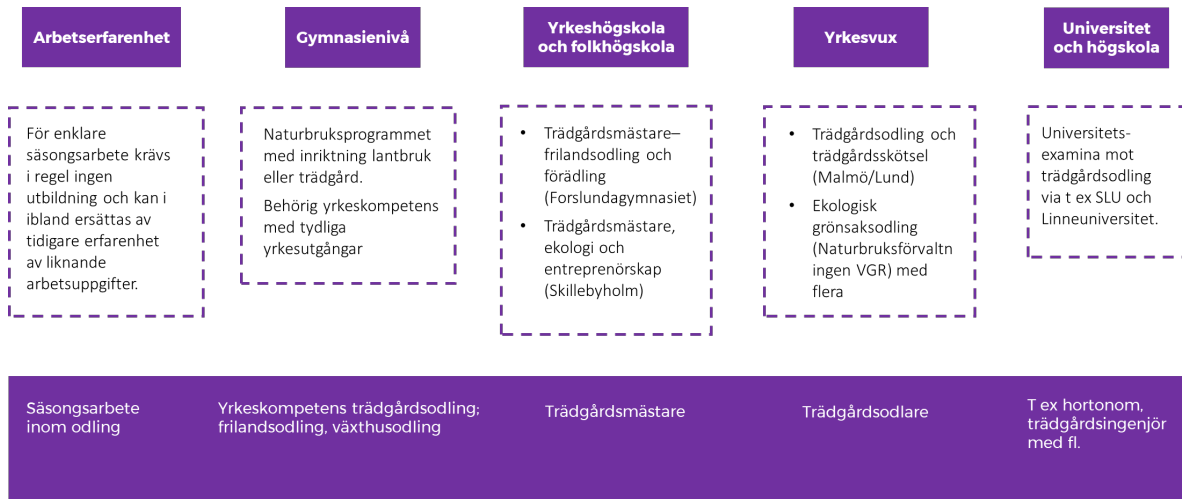 Arbetserfarenhet
Gymnasienivå
Yrkeshögskola
och folkhögskola
Yrkesvux
Universitet
och högskola
För enklare
säsongsarbete krävs
i regel ingen
utbildning och kan i
ibland ersättas av
tidigare erfarenhet
av liknande
arbetsuppgifter.
Naturbruksprogrammet
med inriktning lantbruk
eller trädgård.
Behörig yrkeskompetens
med tydliga
yrkesutgångar
• Trädgårdsmästare–
frilandsodling och
förädling
(Forslundagymnasiet)
• Trädgårdsmästare,
ekologi och
entreprenörskap
(Skillebyholm)
• Trädgårdsodling och
trädgårdsskötsel
(Malmö/Lund)
• Ekologisk
grönsaksodling
(Naturbruksförvaltn
ingen VGR) med
flera
Universitets-
examina mot
trädgårdsodling
via t ex SLU och
Linneuniversitet.
Säsongsarbete
inom odling
Yrkeskompetens trädgårdsodling;
frilandsodling, växthusodling
Trädgårdsmästare
Trädgårdsodlare
T ex hortonom,
trädgårdsingenjör
med fl.